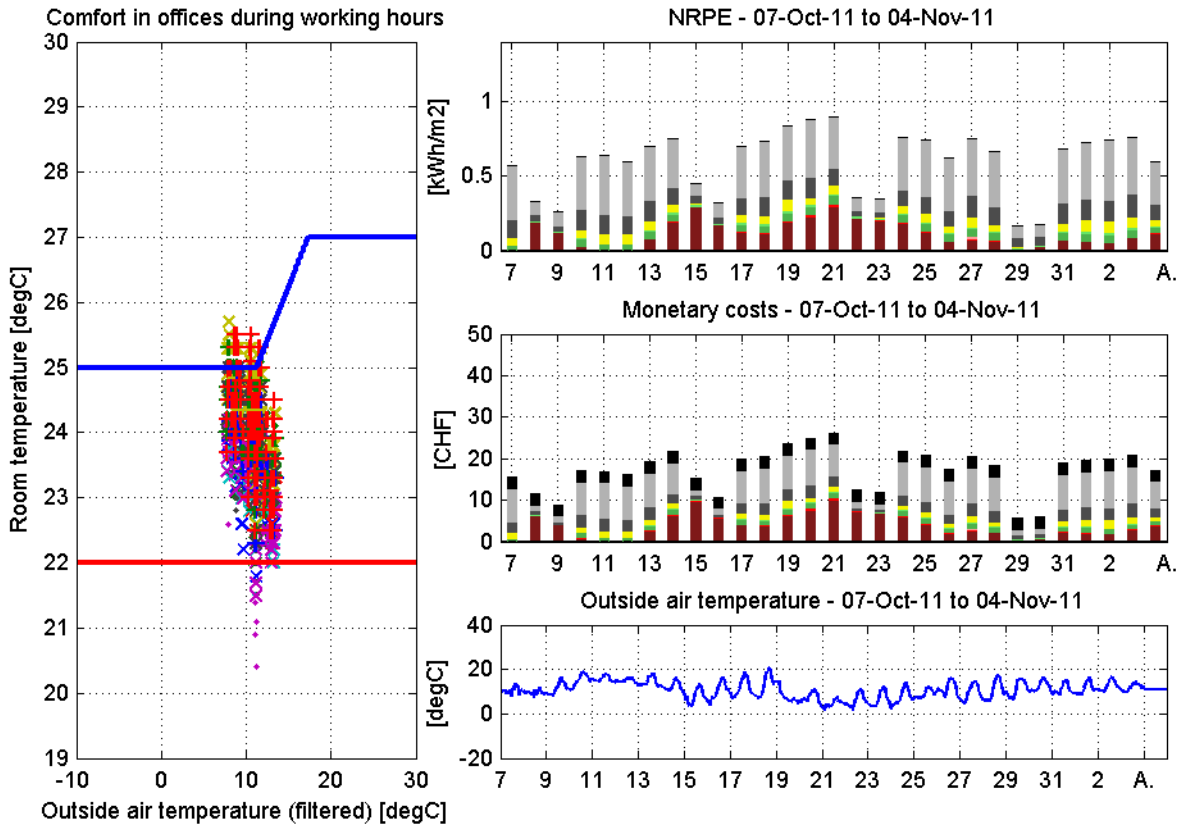 Comfort in offices during working hours
30
29
28
27
26
25
24
23
22
21
20
19
-10 0 10 20 30
Room temperature [degC]
Outside air temperature (filtered) [degC]
NRPE - 07-Oct-11 to 04-Nov-11
1
0.5
0
[kWh/m2]
7 9 11 13 15 17 19 21 23 25 27 29 31 2 A.
Monetary costs - 07-Oct-11 to 04-Nov-11
50
40
30
20
10
0
[CHF]
7 9 11 13 15 17 19 21 23 25 27 29 31 2 A.
Outside air temperature - 07-Oct-11 to 04-Nov-11
40
20
0
-20
[degC]
7 9 11 13 15 17 19 21 23 25 27 29 31 2 A.